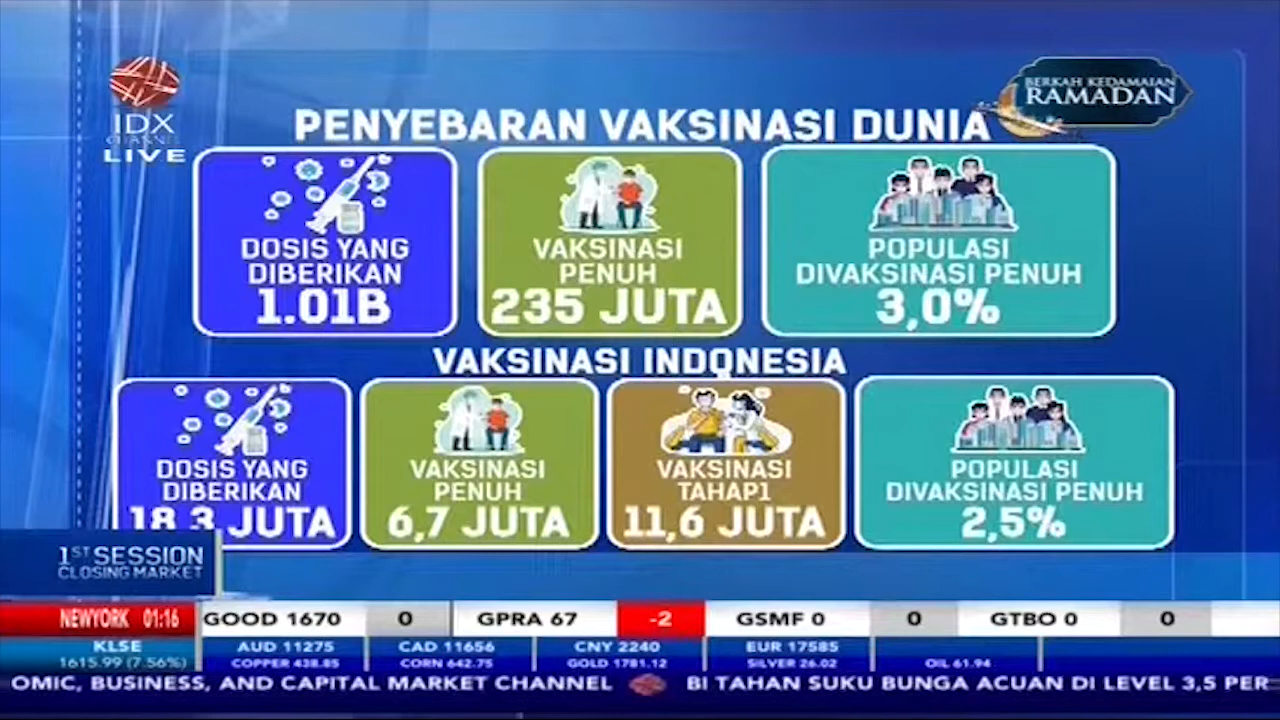 IDX
CHANNEL
LIVE
BERKAH KEDAMAIAN
RAMADAN
PENYEBARAN VAKSINASI DUNIA
DOSIS YANG
DIBERIKAN
1.01B
VAKSINASI
PENUH
235 JUTA
POPULASI
DIVAKSINASI PENUH
3,0%
VAKSINASI INDONESIA
DOSIS YANG
DIBERIKAN
18,3 JUTA
VAKSINASI
PENUH
6,7 JUTA
VAKSINASI
TAHAP1
11,6 JUTA
POPULASI
DIVAKSINASI PENUH
2,5%
1ST SESSION
CLOSING MARKET
NEWYORK 01:16
GOOD 1670 0 GPRA 67 -2 GSMF 0 0 GTBO 0 0
KLSE AUD 11275 CAD 11656 CNY 2240 EUR 17585
1615.99 (7.56%) COPPER 438.85 CORN 642.75 GOLD 1781.12 SILVER 26.02 OIL 61.94
OMIC, BUSINESS, AND CAPITAL MARKET CHANNEL BI TAHAN SUKU BUNGA ACUAN DI LEVEL 3,5 PER